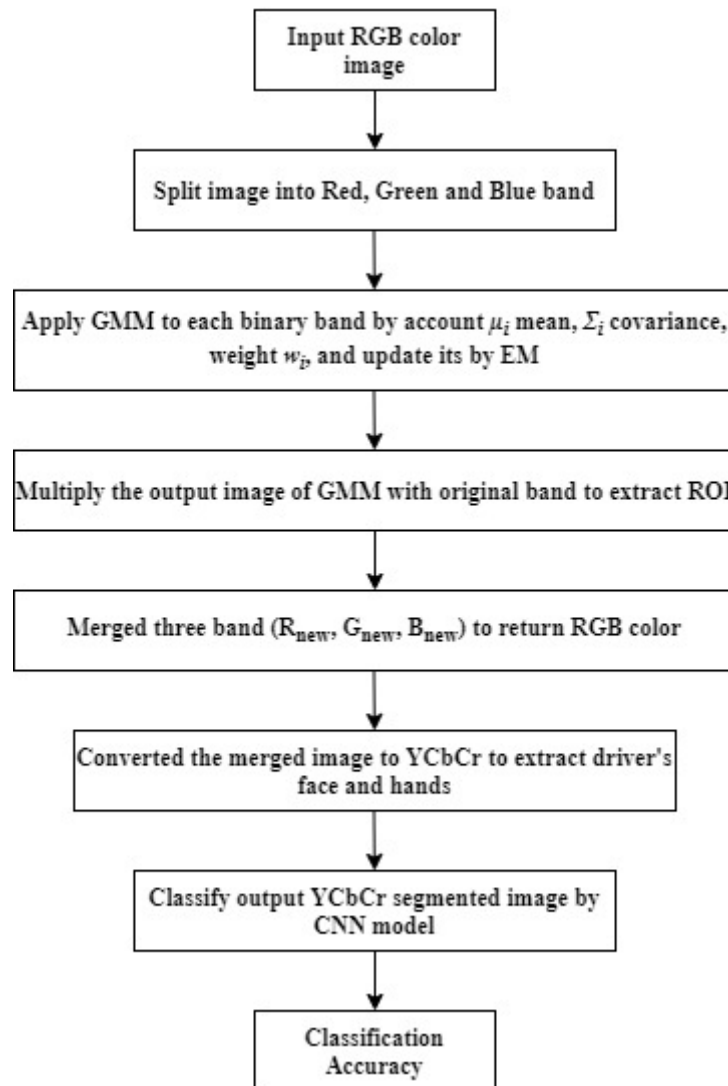 Input RGB color
image
Split image into Red, Green and Blue band
Apply GMM to each binary band by account μᵢ mean, Σᵢ covariance,
weight wᵢ, and update its by EM
Multiply the output image of GMM with original band to extract ROI
Merged three band (Rnew, Gnew, Bnew) to return RGB color
Converted the merged image to YCbCr to extract driver's
face and hands
Classify output YCbCr segmented image by
CNN model
Classification
Accuracy